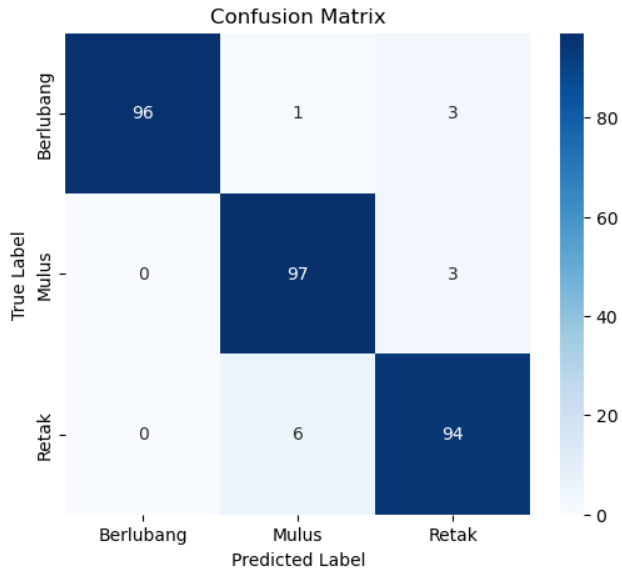 Confusion Matrix
True Label
Berlubang
96 1 3
Mulus
0 97 3
Retak
0 6 94
Berlubang Mulus Retak
Predicted Label
80
60
40
20
0